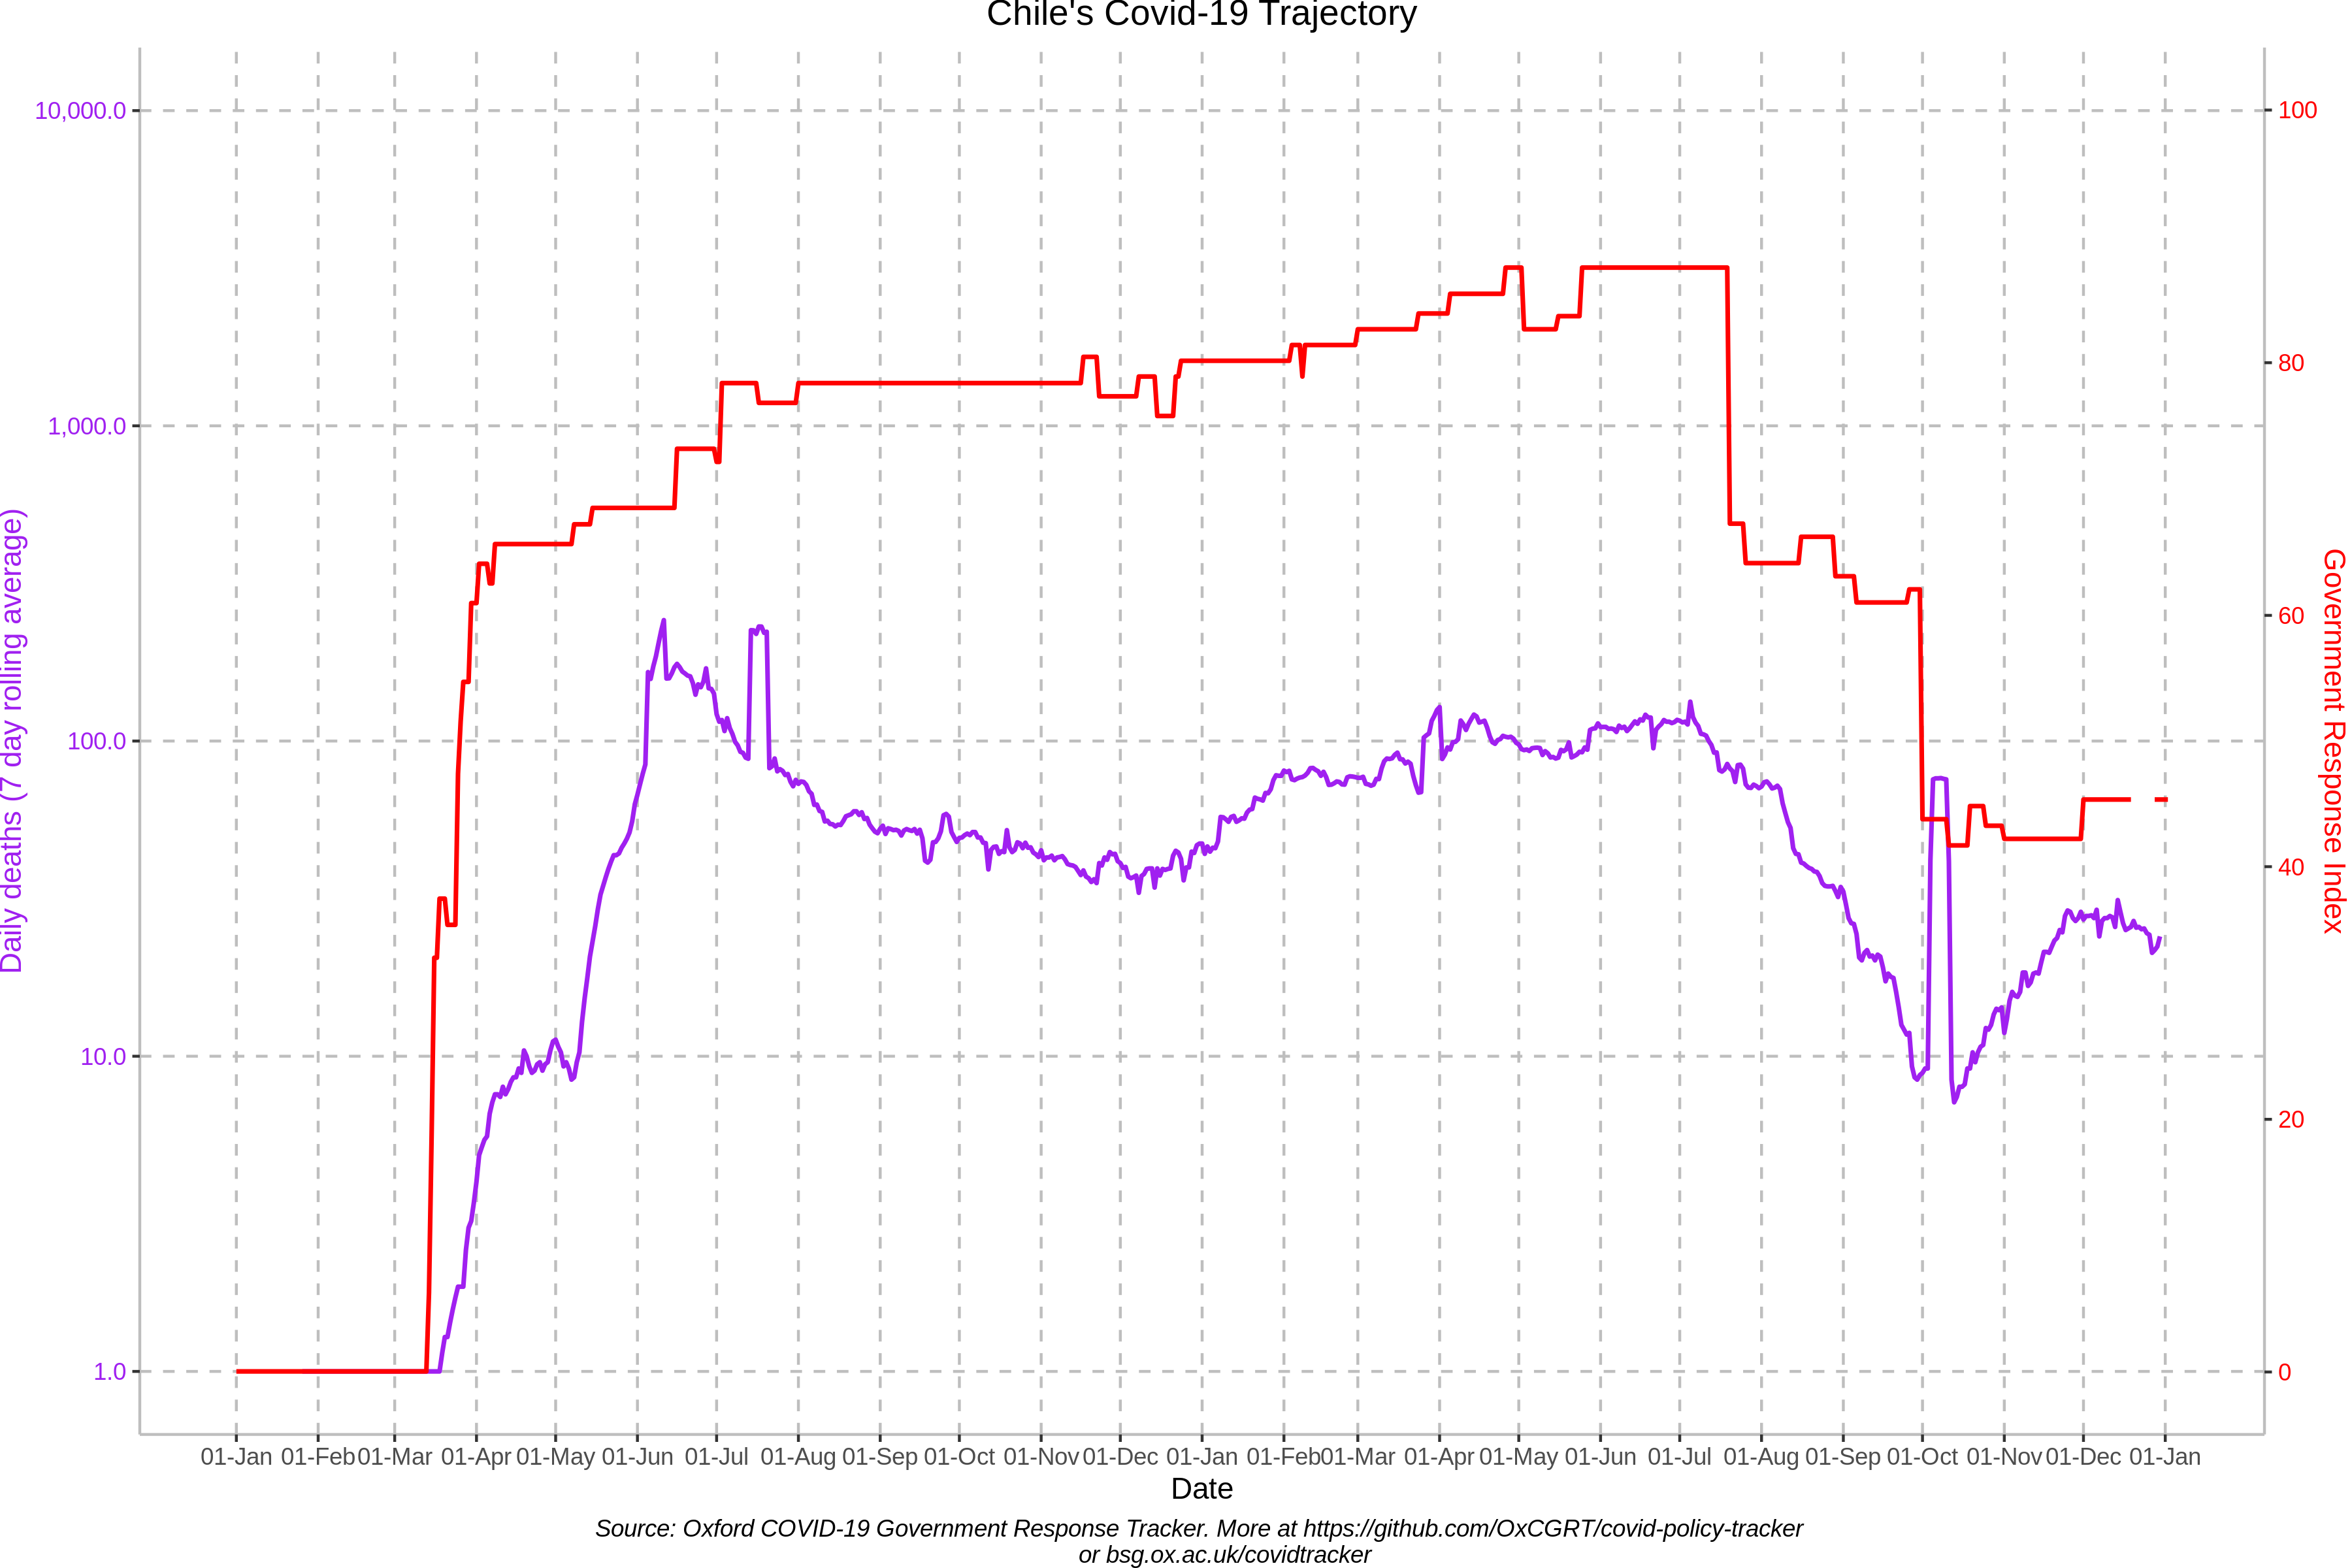 Chile's Covid-19 Trajectory
10,000.0
1,000.0
100.0
10.0
1.0
Daily deaths (7 day rolling average)
100
80
60
40
20
0
Government Response Index
01-Jan 01-Feb 01-Mar 01-Apr 01-May 01-Jun 01-Jul 01-Aug 01-Sep 01-Oct 01-Nov 01-Dec 01-Jan 01-Feb 01-Mar 01-Apr 01-May 01-Jun 01-Jul 01-Aug 01-Sep 01-Oct 01-Nov 01-Dec 01-Jan
Date
Source: Oxford COVID-19 Government Response Tracker. More at https://github.com/OxCGRT/covid-policy-tracker
or bsg.ox.ac.uk/covidtracker